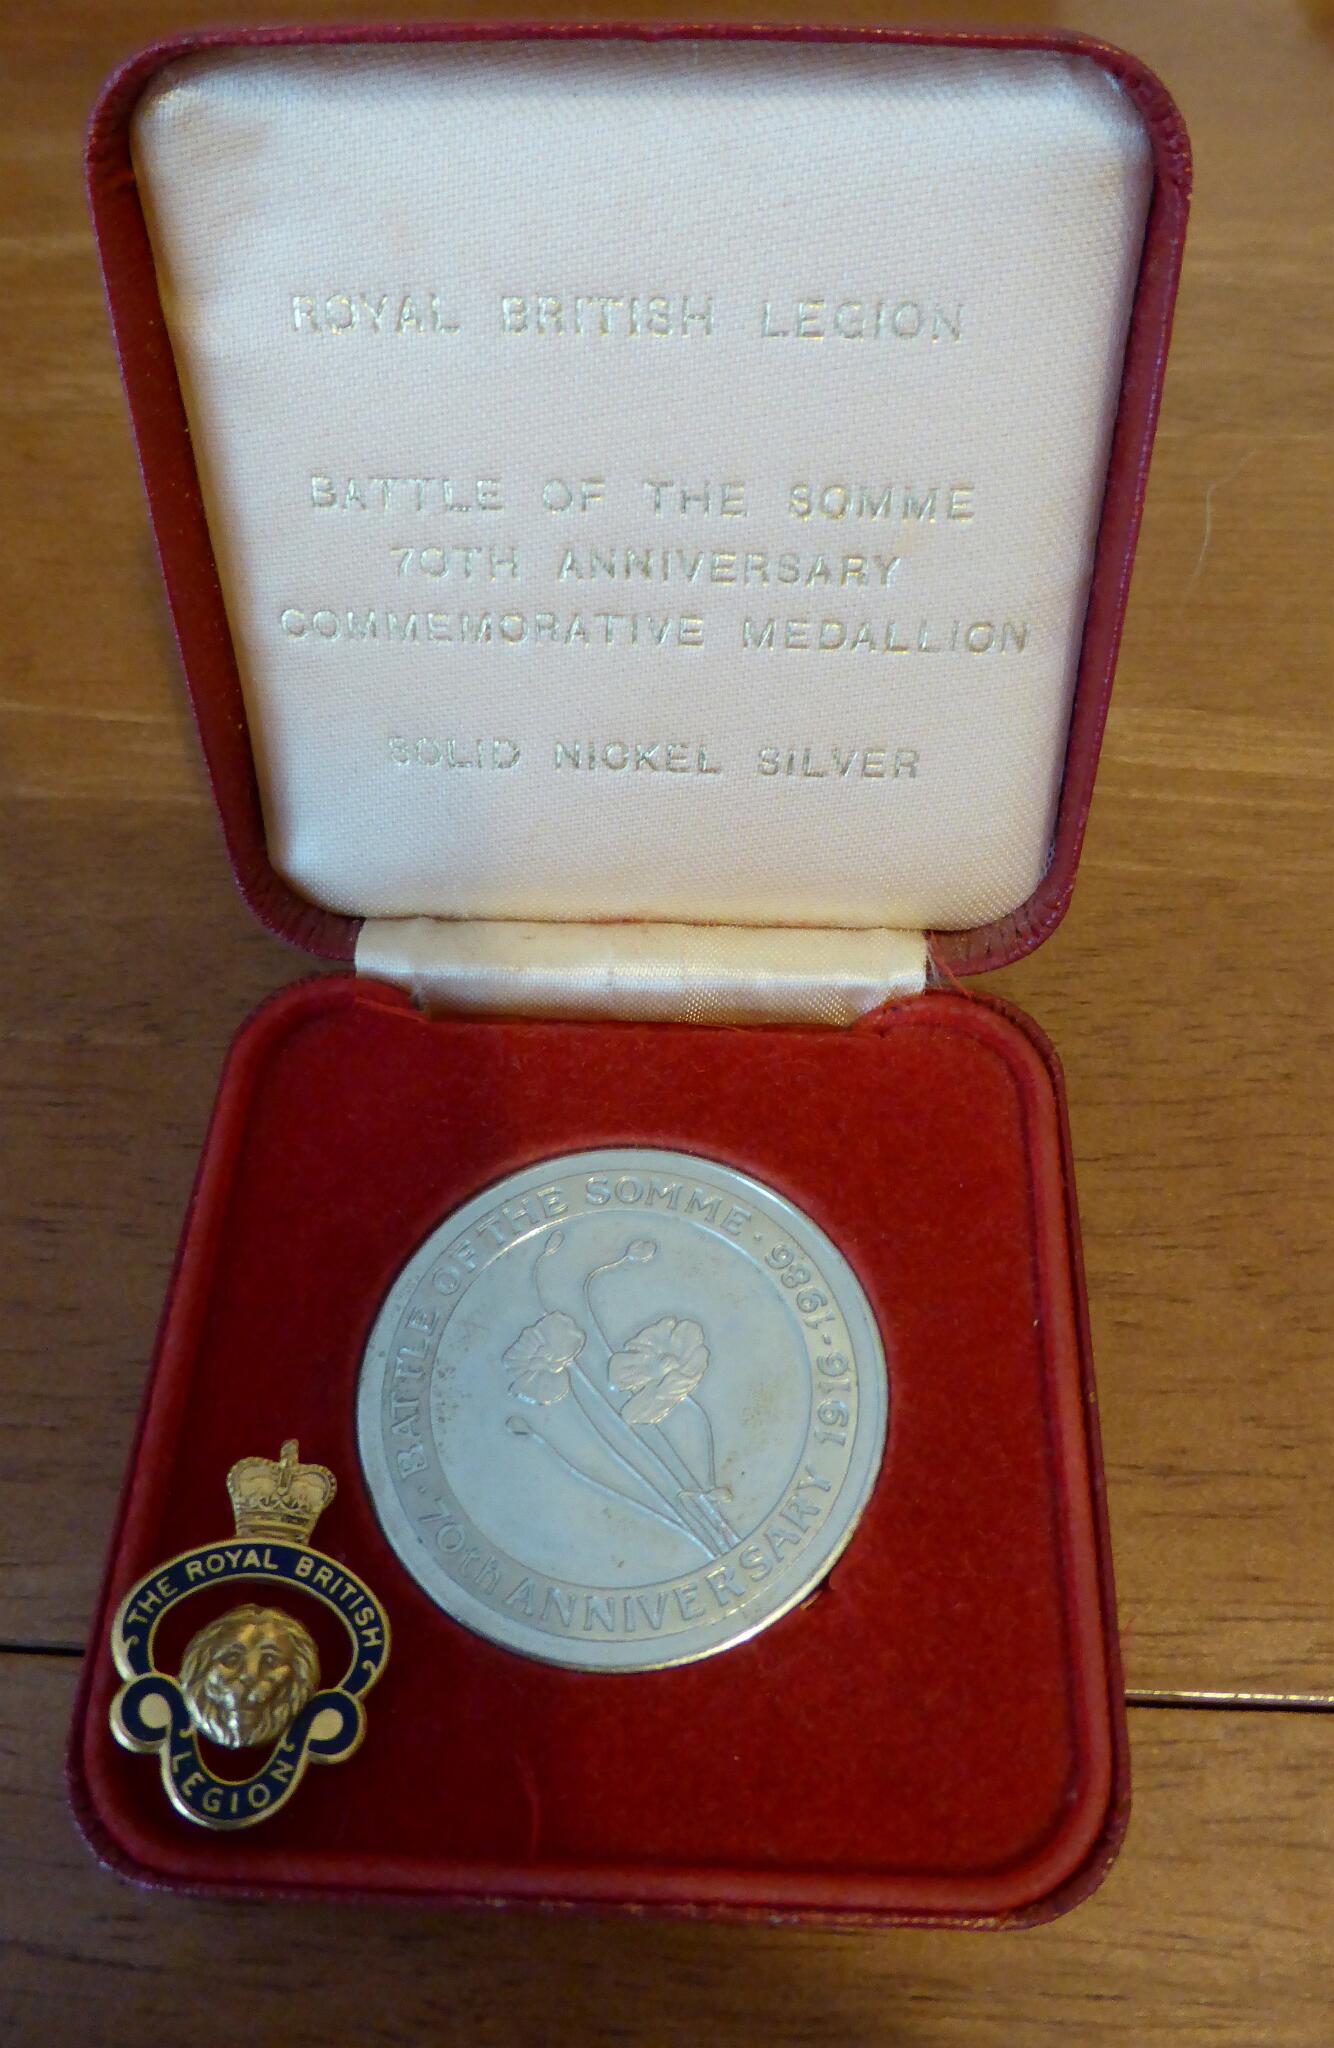 ROYAL BRITISH LEGION
BATTLE OF THE SOMME
70TH ANNIVERSARY
COMMEMORATIVE MEDALLION
SOLID NICKEL SILVER
BATTLE OF THE SOMME · 1916-1986
· 70th ANNIVERSARY
THE ROYAL BRITISH
LEGION